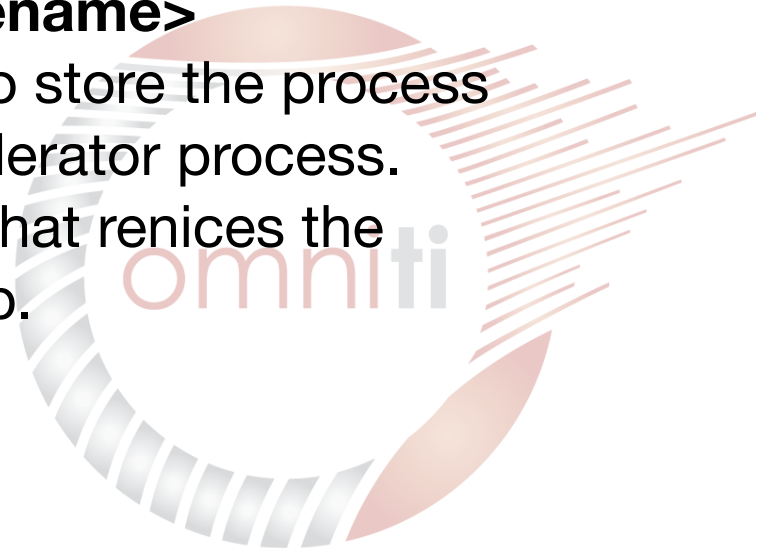 ename>
o store the process
lerator process.
hat renices the
p.
omniti